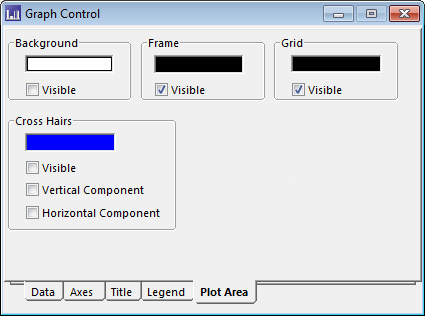 Graph Control
Background Frame Grid
Visible Visible Visible
Cross Hairs
Visible
Vertical Component
Horizontal Component
Data Axes Title Legend Plot Area